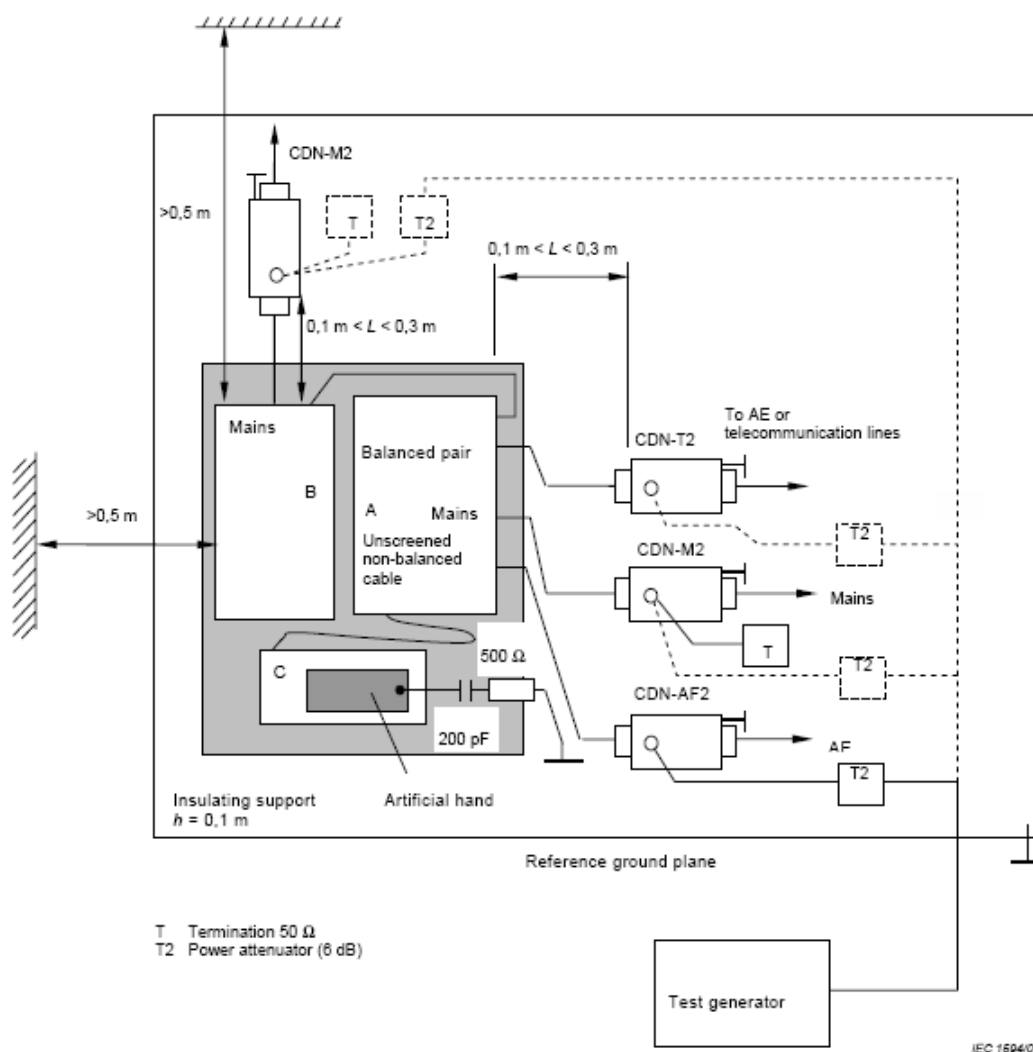 CDN-M2
>0,5 m
T
T2
0,1 m < L < 0,3 m
0,1 m < L < 0,3 m
Mains
Balanced pair
B
A
Mains
Unscreened
non-balanced
cable
CDN-T2
To AE or
telecommunication lines
>0,5 m
T2
CDN-M2
Mains
T
T2
C
500 Ω
200 pF
CDN-AF2
AF
T2
Insulating support
h = 0,1 m
Artificial hand
Reference ground plane
T Termination 50 Ω
T2 Power attenuator (6 dB)
Test generator